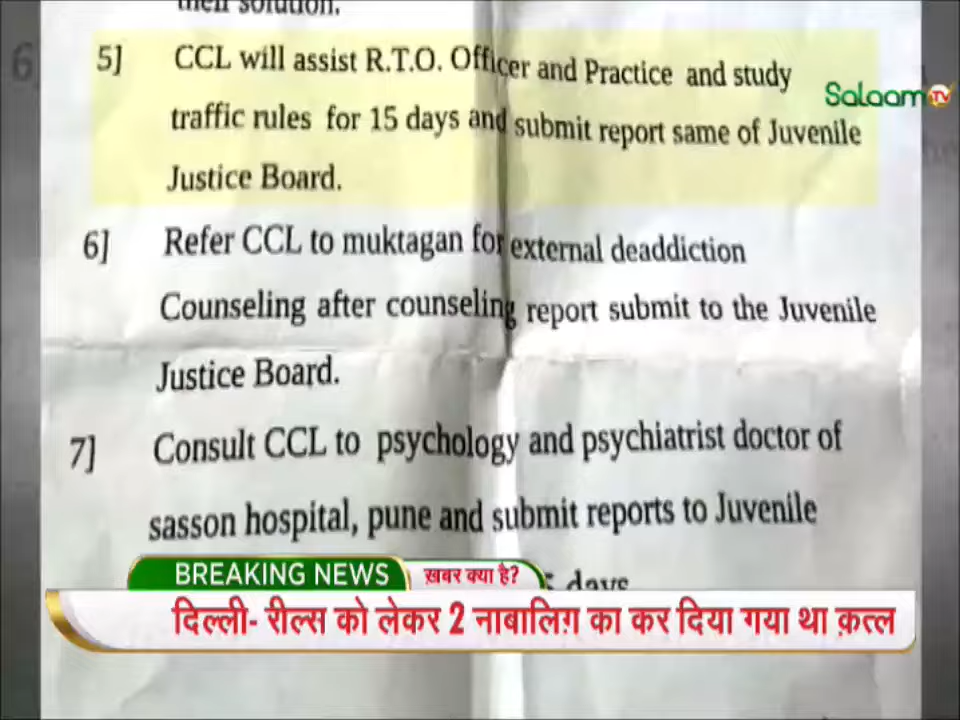 their solution.
5] CCL will assist R.T.O. Officer and Practice and study
traffic rules for 15 days and submit report same of Juvenile
Justice Board.
6] Refer CCL to muktagan for external deaddiction
Counseling after counseling report submit to the Juvenile
Justice Board.
7] Consult CCL to psychology and psychiatrist doctor of
sasson hospital, pune and submit reports to Juvenile
days
Salaam TV
BREAKING NEWS ख़बर क्या है?
दिल्ली- रील्स को लेकर 2 नाबालिग़ का कर दिया गया था क़त्ल